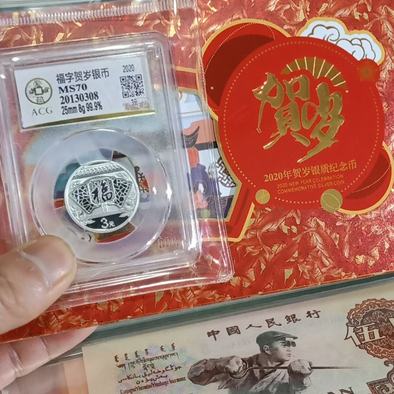 福字贺岁银币
2020
MS70
20130308
25mm 8g 99.9%
ACG
福
3元
贺岁
2020年贺岁银质纪念币
2020 NEW YEAR CELEBRATION
COMMEMORATIVE SILVER COIN
中国人民银行
伍